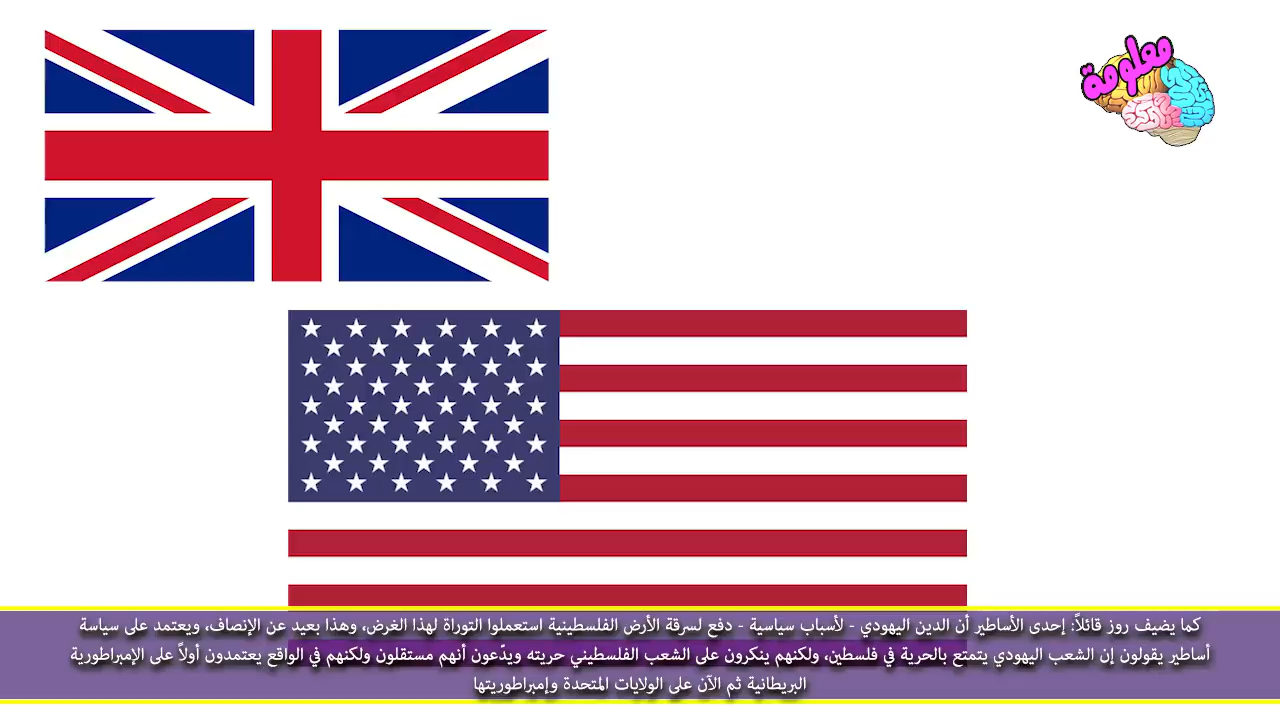 معلومة
كما يضيف روز قائلاً: إحدى الأساطير أن الدين اليهودي - لأسباب سياسية - دفع لسرقة الأرض الفلسطينية استعملوا التوراة لهذا الغرض، وهذا بعيد عن الإنصاف، ويعتمد على سياسة
أساطير يقولون إن الشعب اليهودي يتمتع بالحرية في فلسطين، ولكنهم ينكرون على الشعب الفلسطيني حريته ويدّعون أنهم مستقلون ولكنهم في الواقع يعتمدون أولاً على الإمبراطورية
البريطانية ثم الآن على الولايات المتحدة وإمبراطوريتها